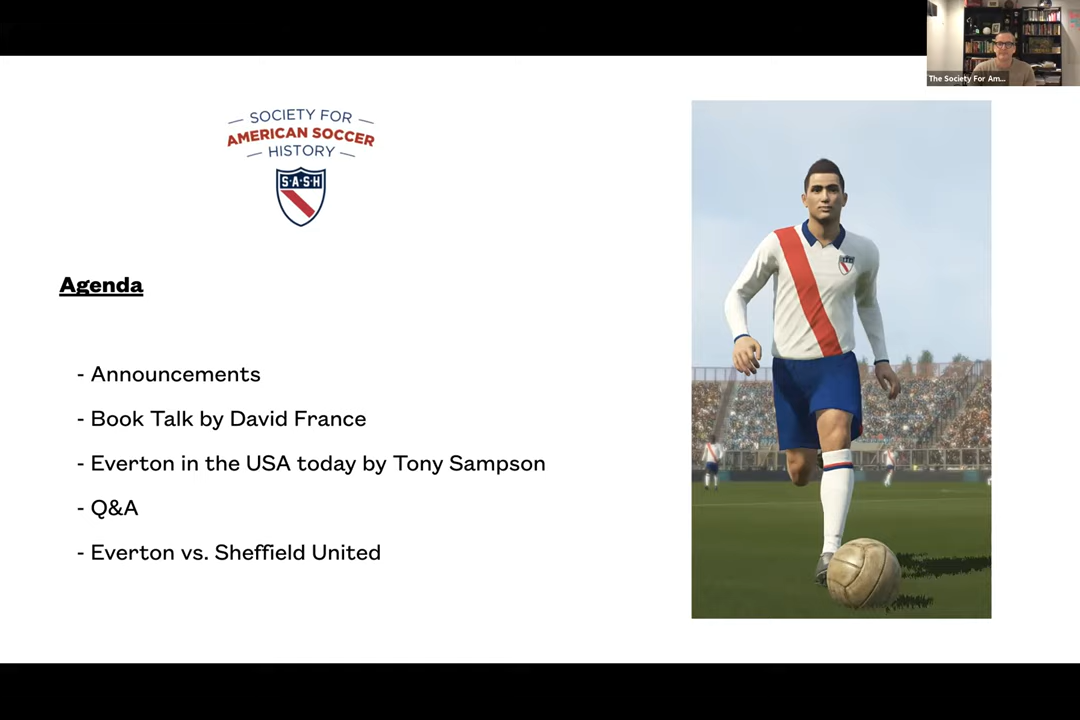 The Society For Am...
— SOCIETY FOR —
AMERICAN SOCCER
— HISTORY —
S·A·S·H
Agenda
- Announcements
- Book Talk by David France
- Everton in the USA today by Tony Sampson
- Q&A
- Everton vs. Sheffield United